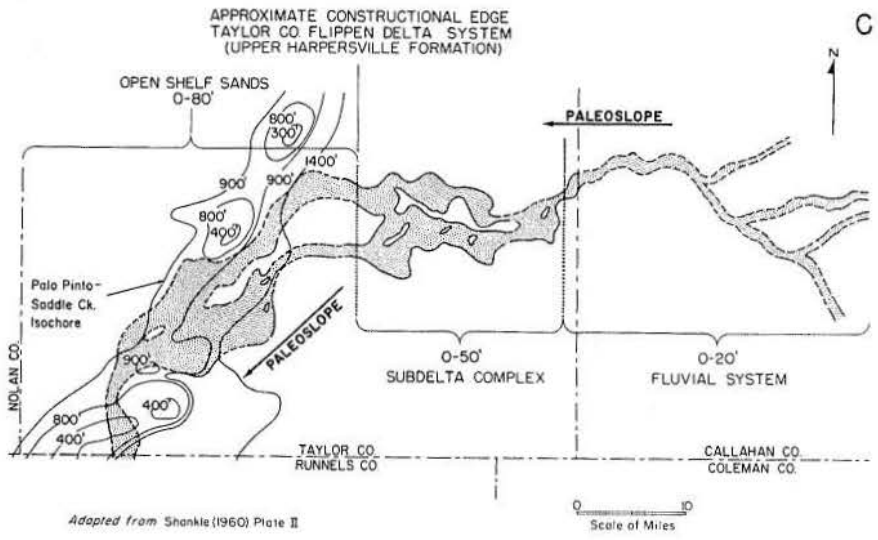 APPROXIMATE CONSTRUCTIONAL EDGE
TAYLOR CO. FLIPPEN DELTA SYSTEM
(UPPER HARPERSVILLE FORMATION)
C
OPEN SHELF SANDS
0-80'
N
PALEOSLOPE
800'
300'
1400'
900'
900'
800'
400'
Palo Pinto-
Saddle Ck.
Isochore
PALEOSLOPE
0-50'
SUBDELTA COMPLEX
0-20'
FLUVIAL SYSTEM
NOLAN CO.
900'
400'
800'
400'
TAYLOR CO.
RUNNELS CO.
CALLAHAN CO.
COLEMAN CO.
0 10
Scale of Miles
Adapted from Shankle (1960) Plate II